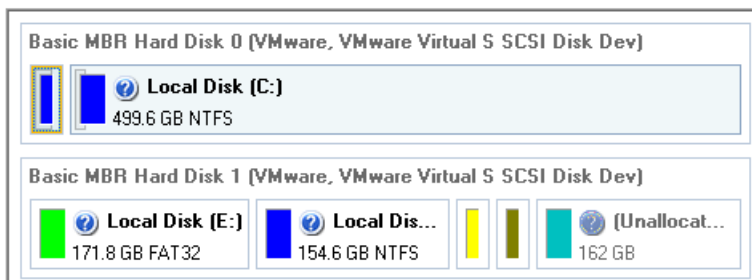 Basic MBR Hard Disk 0 (VMware, VMware Virtual S SCSI Disk Dev)
Local Disk (C:)
499.6 GB NTFS
Basic MBR Hard Disk 1 (VMware, VMware Virtual S SCSI Disk Dev)
Local Disk (E:) Local Dis... (Unallocat...
171.8 GB FAT32 154.6 GB NTFS 162 GB